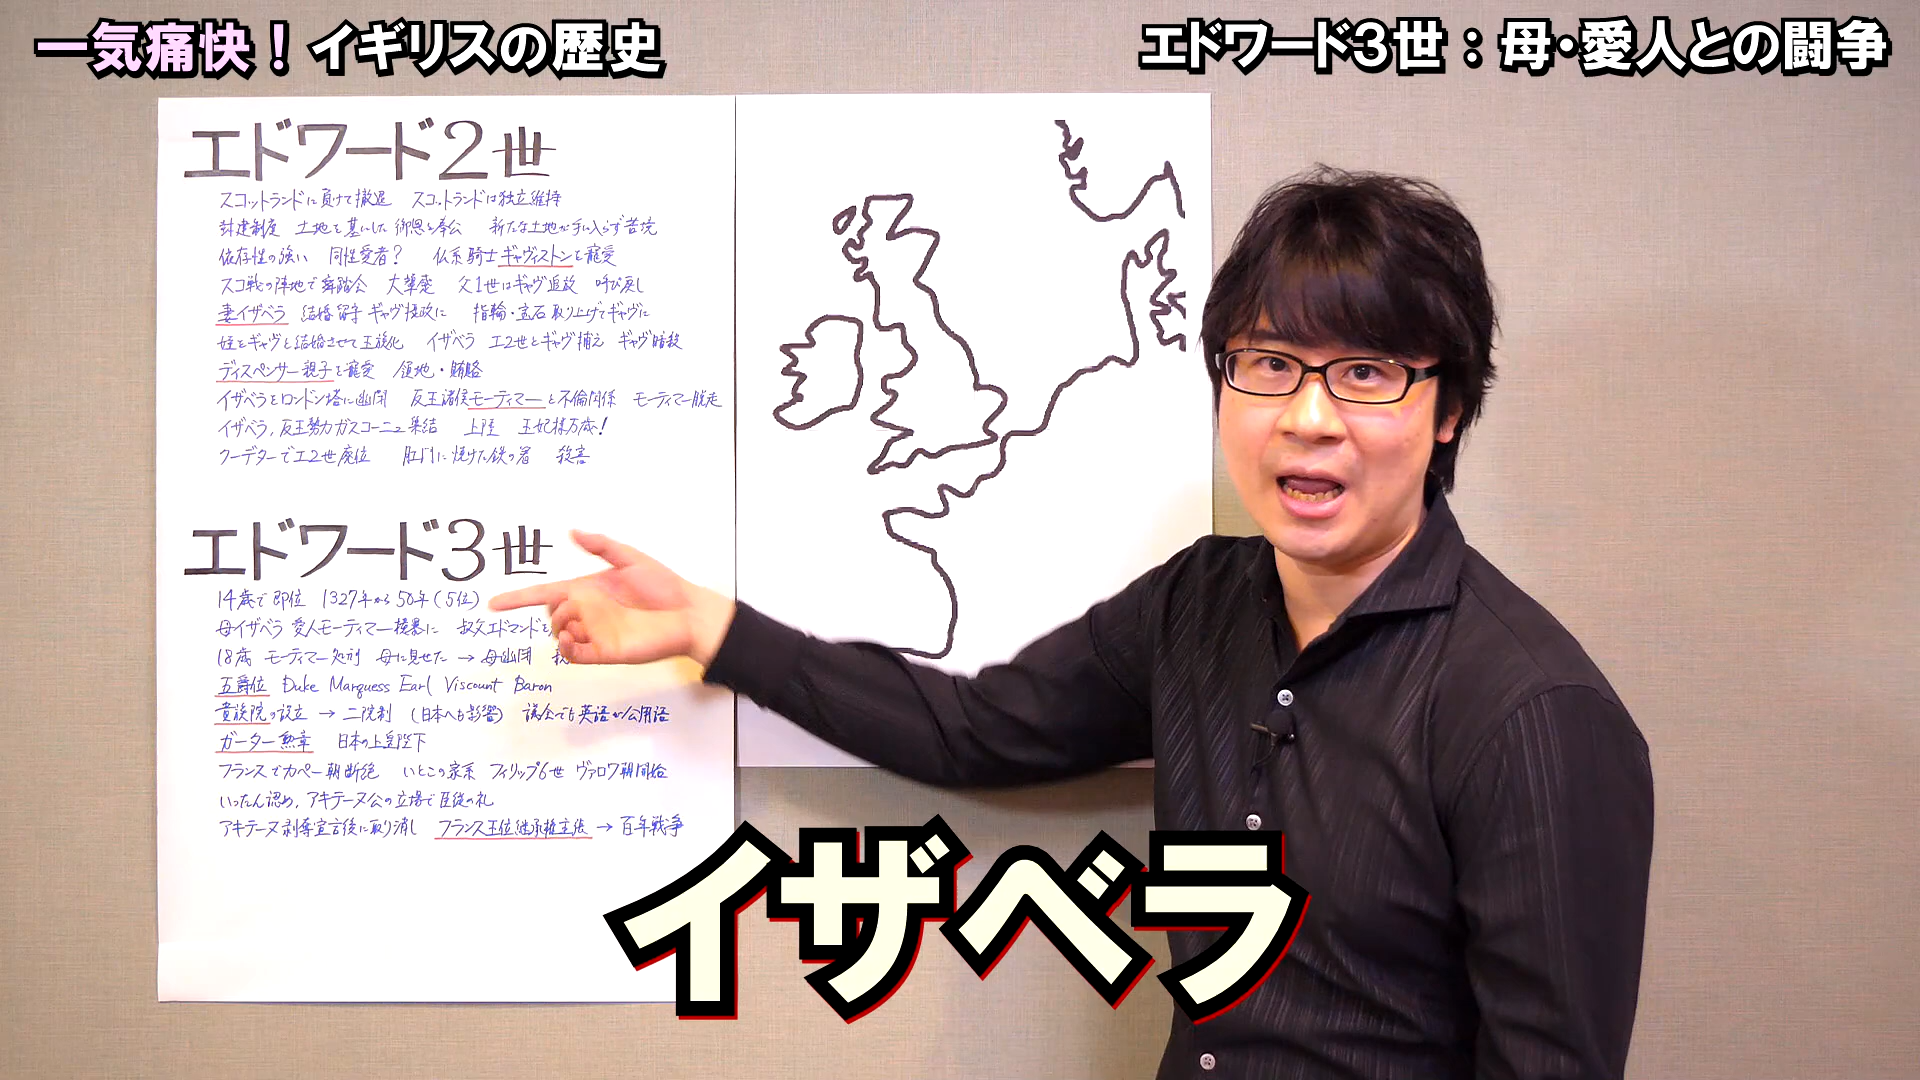 一気痛快！イギリスの歴史
エドワード3世：母・愛人との闘争
エドワード2世
スコットランドに負けて撤退 スコットランドは独立維持
封建制度 土地を基にした御恩と奉公 新たな土地が手に入らず苦境
依存性の強い 同性愛者? 仏系騎士ギャヴィストンを寵愛
スコ戦の陣地で舞踏会 大顰蹙 父1世はギャヴ追放 呼び戻し
妻イザベラ 結婚留守ギャヴ摂政に 指輪・宝石取り上げてギャヴに
姪をギャヴと結婚させて王族化 イザベラ エ2世とギャヴ捕え ギャヴ暗殺
ディスペンサー親子を寵愛 領地・賄賂
イザベラをロンドン塔に幽閉 反王諸侯モーティマーと不倫関係 モーティマー脱走
イザベラ,反王勢力ガスコーニュ集結 上陸 王妃様万歳!
クーデターでエ2世廃位 肛門に焼けた鉄の 殺害
エドワード3世
14歳で即位 1327年から50年(5位)
母イザベラ 愛人モーティマー横暴に 叔父エドマンドを
18歳 モーティマー処刑 母に見せた → 母幽閉
五爵位 Duke Marquess Earl Viscount Baron
貴族院の設立 → 二院制 (日本へも影響) 議会でも英語が公用語
ガーター勲章 日本の上皇陛下
フランスでカペー朝断絶 いとこの家系 フィリップ6世 ヴァロワ朝開始
いったん認め,アキテーヌ公の立場で臣従の礼
アキテーヌ剥奪宣言後に取り消し フランス王位継承権主張 → 百年戦争
イザベラ